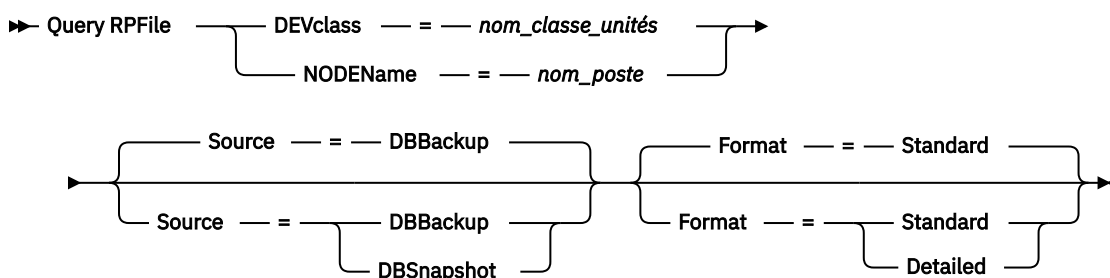 Query RPFile DEVclass = nom_classe_unités
NODEName = nom_poste
Source = DBBackup Format = Standard
Source = DBBackup Format = Standard
DBSnapshot Detailed